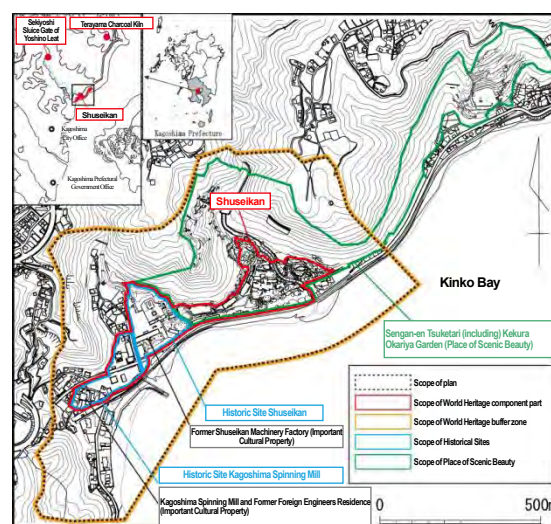 Sekiyoshi
Sluice Gate of
Yoshino Leat
Terayama Charcoal Kiln
Shuseikan
Kagoshima
City Office
Kagoshima Prefectural
Government Office
Kagoshima Prefecture
Shuseikan
Kinko Bay
Sengan-en Tsuketari (including) Kekura
Okariya Garden (Place of Scenic Beauty)
Historic Site Shuseikan
Former Shuseikan Machinery Factory (Important
Cultural Property)
Historic Site Kagoshima Spinning Mill
Kagoshima Spinning Mill and Former Foreign Engineers Residence
(Important Cultural Property)
Scope of plan
Scope of World Heritage component part
Scope of World Heritage buffer zone
Scope of Historical Sites
Scope of Place of Scenic Beauty
0 500m